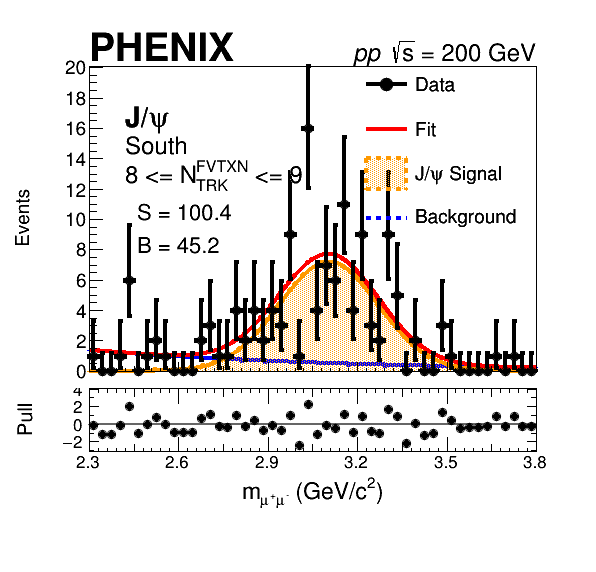 PHENIX
pp √s = 200 GeV
Data
Fit
J/ψ Signal
Background
J/ψ
South
8 <= N_TRK^FVTXN <= 9
S = 100.4
B = 45.2
Events
20
18
16
14
12
10
8
6
4
2
0
Pull
4
2
0
−2
2.3 2.6 2.9 3.2 3.5 3.8
m_μ⁺μ⁻ (GeV/c²)